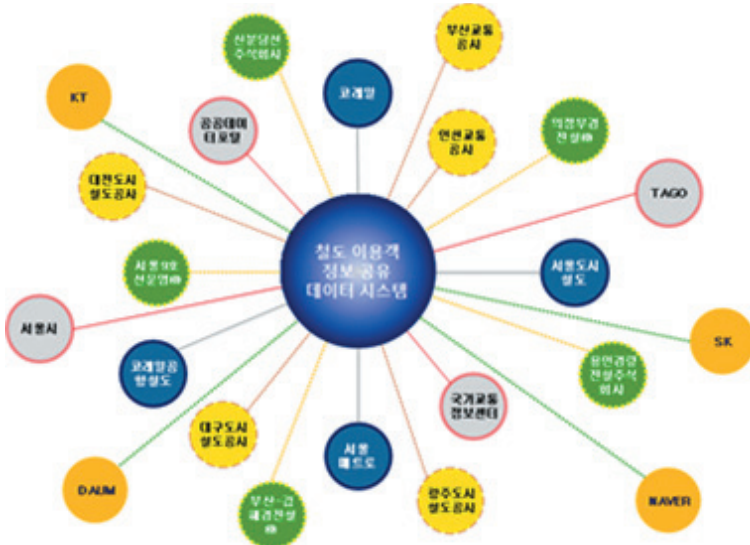 부산교통
공사
신분당선
주식회사
코레일
KT
공공데이
터포탈
인천교통
공사
의정부경
전철㈜
대전도시
철도공사
TAGO
철도 이용객
정보 공유
데이터 시스템
서울9호
선운영㈜
서울도시
철도
서울시
SK
코레일공
항철도
용인경량
전철주식
회사
국가교통
정보센터
대구도시
철도공사
서울
메트로
DAUM
부산-김
해경전철
㈜
광주도시
철도공사
NAVER